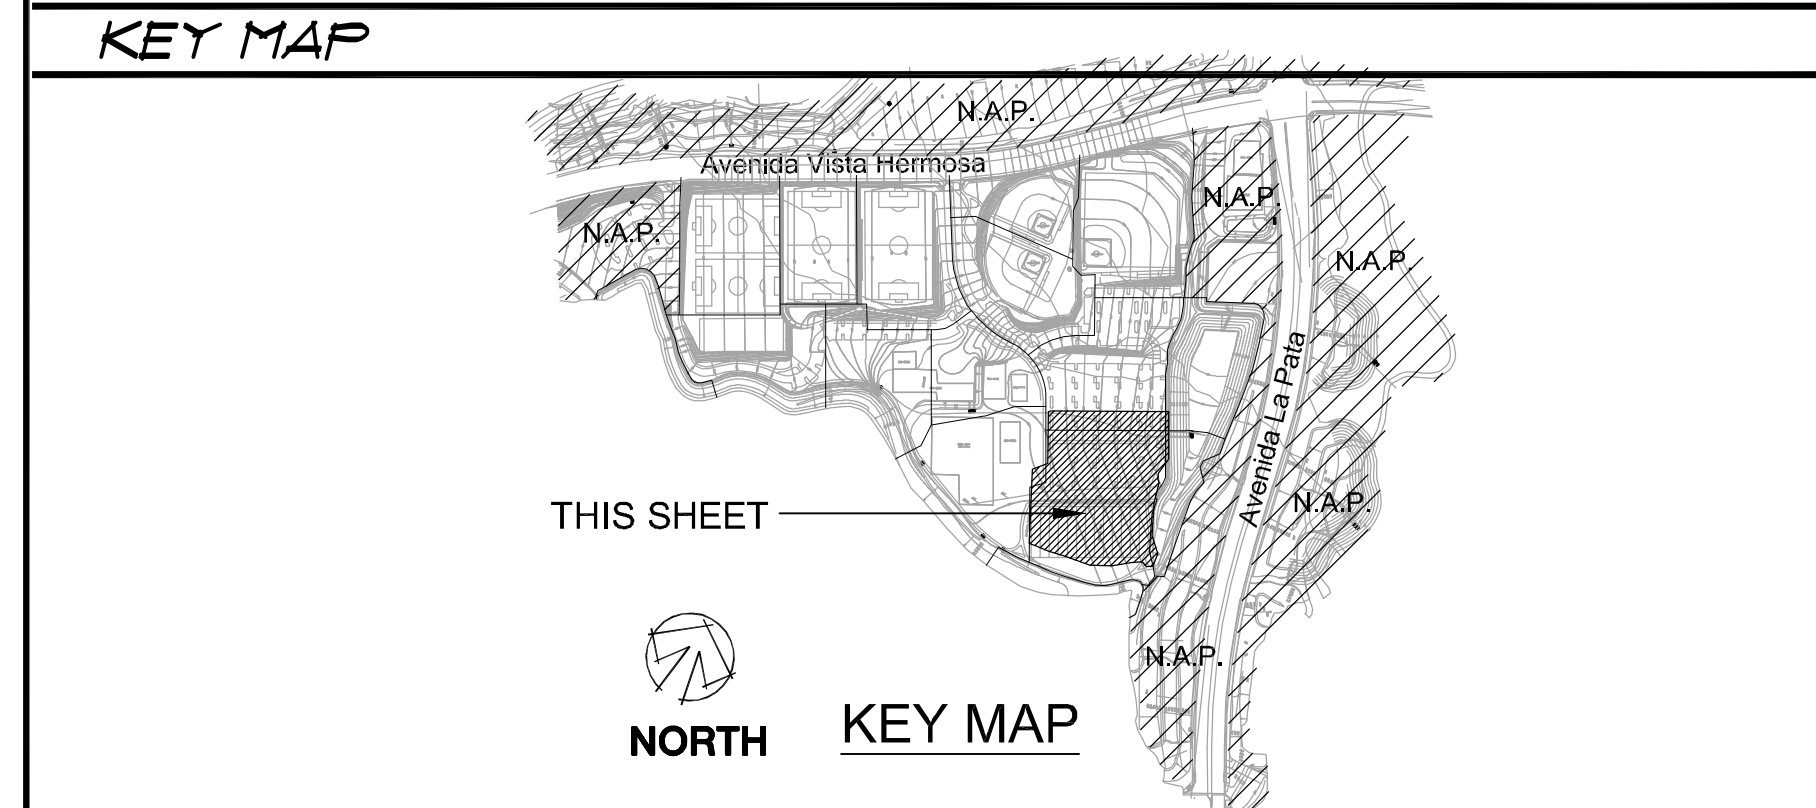 KEY MAP
N.A.P.
Avenida Vista Hermosa
N.A.P.
N.A.P.
N.A.P.
Avenida La Pata
N.A.P.
THIS SHEET
N.A.P.
NORTH
KEY MAP